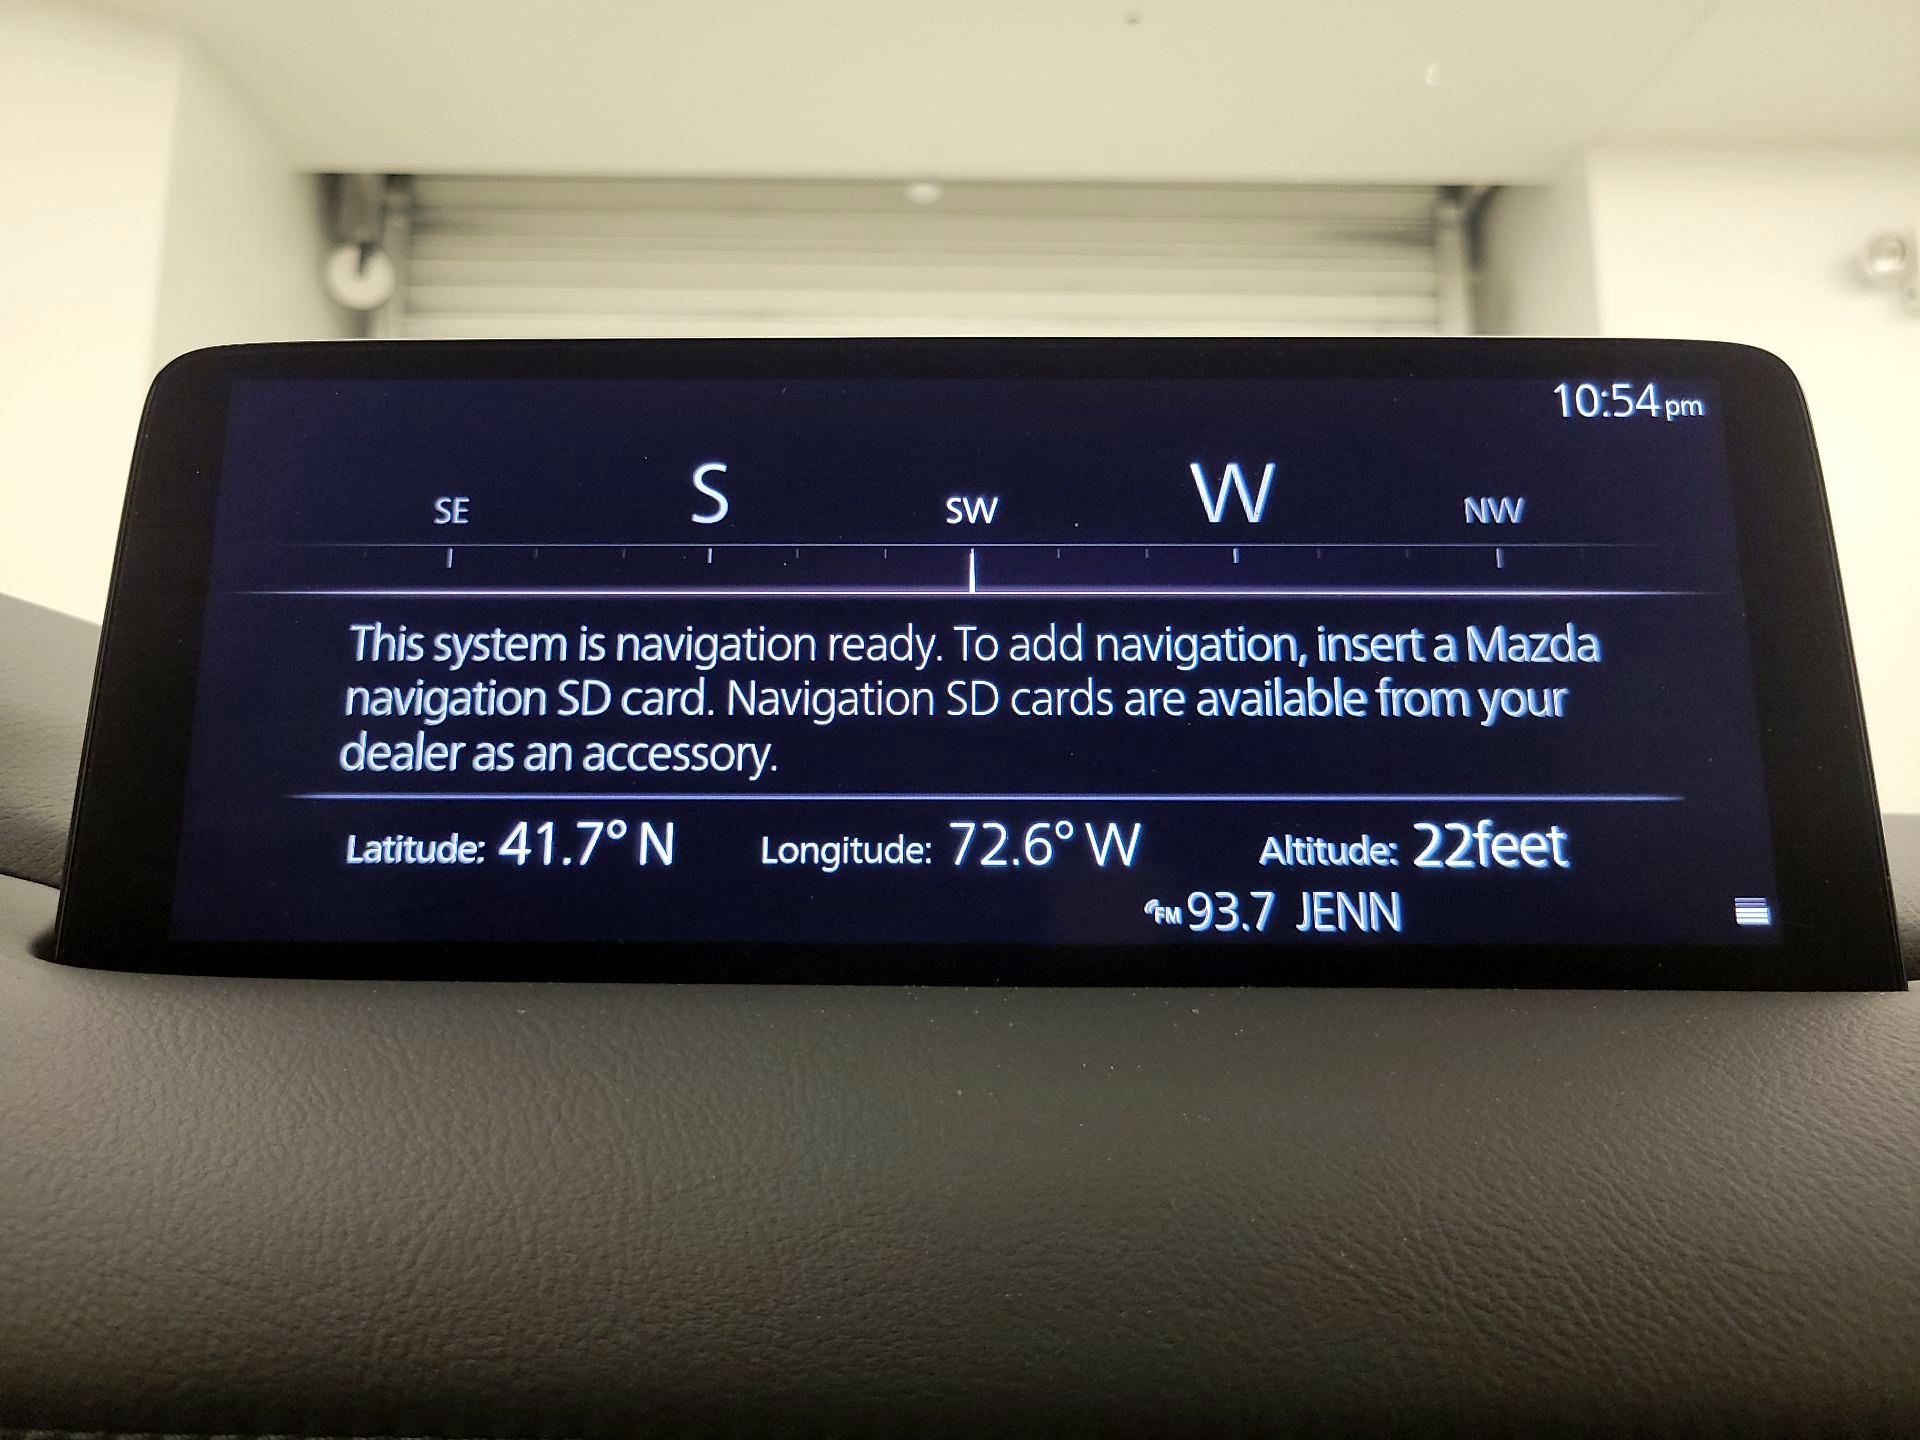 10:54 pm
SE S SW W NW
This system is navigation ready. To add navigation, insert a Mazda
navigation SD card. Navigation SD cards are available from your
dealer as an accessory.
Latitude: 41.7° N Longitude: 72.6° W Altitude: 22feet
FM 93.7 JENN